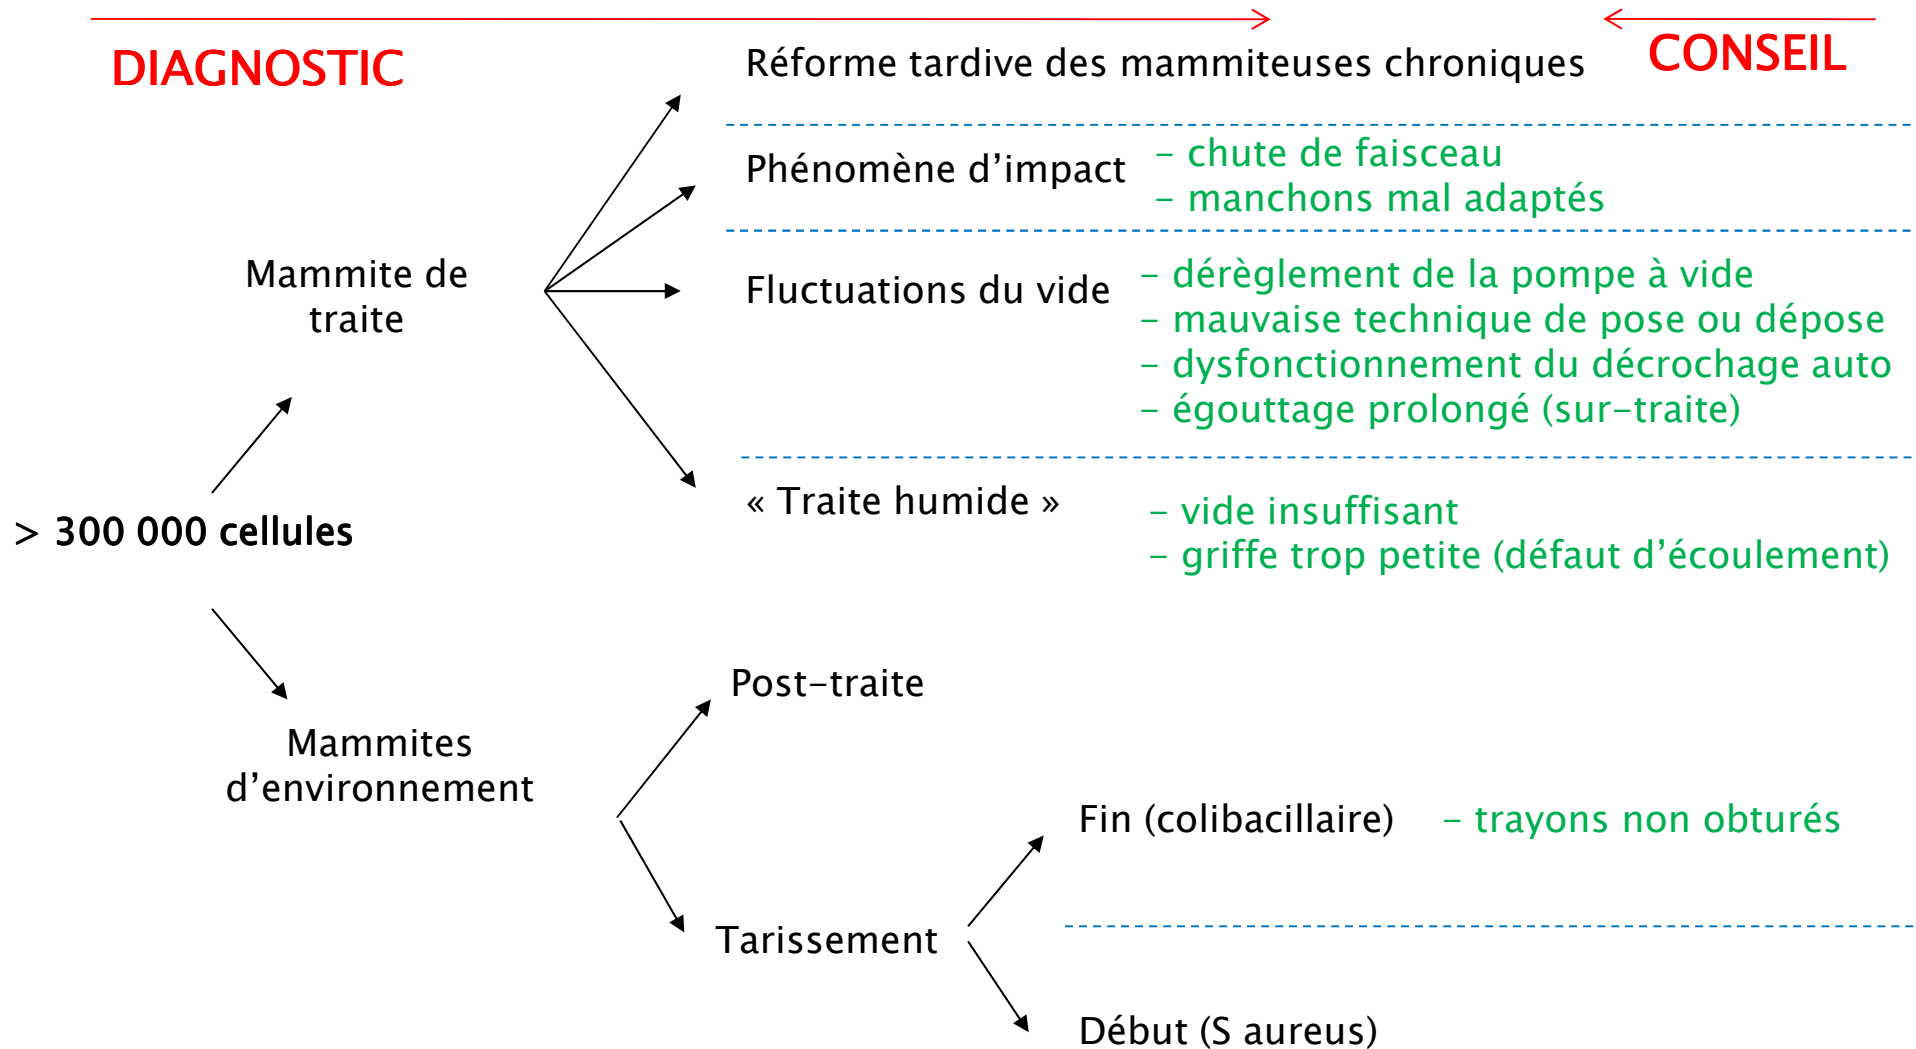 DIAGNOSTIC
CONSEIL
Réforme tardive des mammiteuses chroniques
Phénomène d’impact
- chute de faisceau
- manchons mal adaptés
Mammite de
traite
Fluctuations du vide
- dérèglement de la pompe à vide
- mauvaise technique de pose ou dépose
- dysfonctionnement du décrochage auto
- égouttage prolongé (sur-traite)
« Traite humide »
- vide insuffisant
- griffe trop petite (défaut d’écoulement)
> 300 000 cellules
Post-traite
Mammites
d’environnement
Fin (colibacillaire)
- trayons non obturés
Tarissement
Début (S aureus)